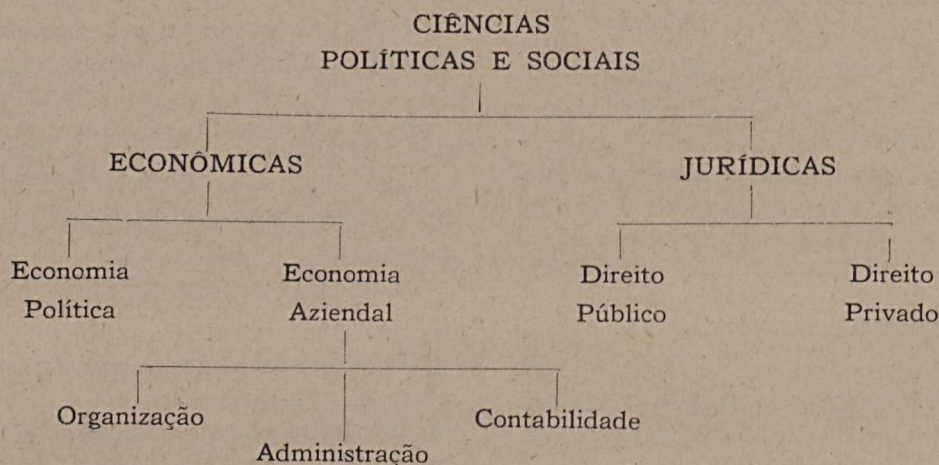 CIÊNCIAS
POLÍTICAS E SOCIAIS
ECONÔMICAS
JURÍDICAS
Economia
Política
Economia
Aziendal
Direito
Público
Direito
Privado
Organização
Administração
Contabilidade